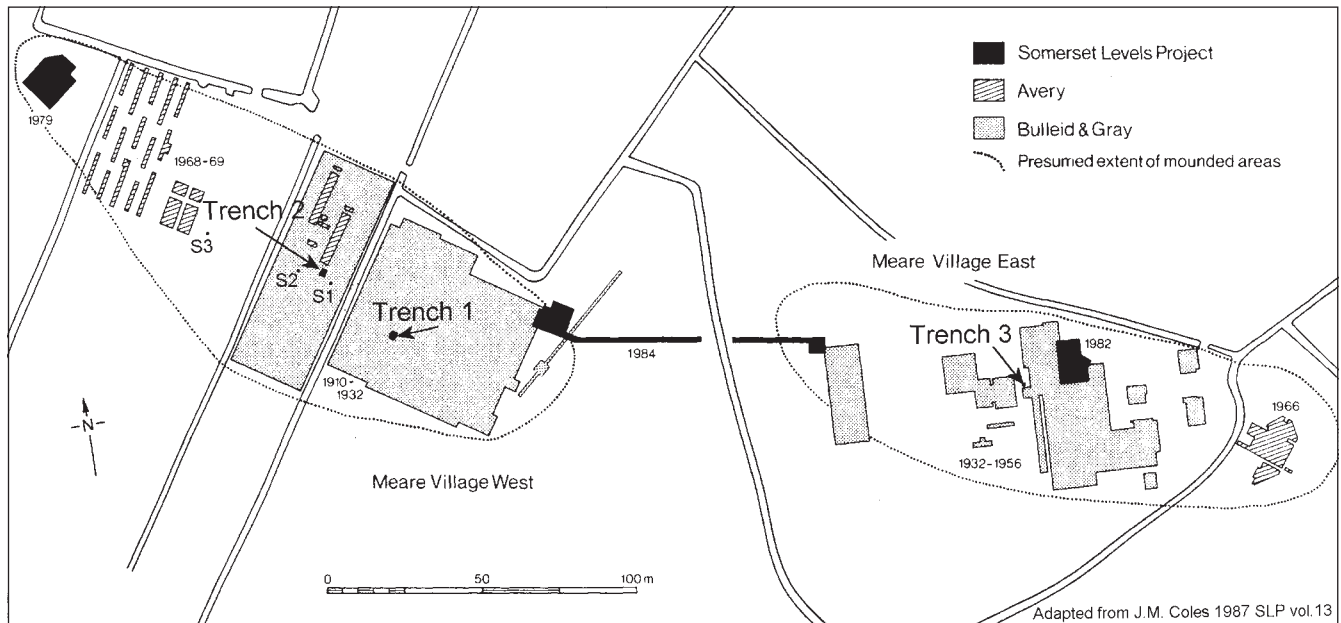 Somerset Levels Project
Avery
Bulleid & Gray
Presumed extent of mounded areas
1979
1968-69
Trench 2
S3
S2
S1
Trench 1
1910-
1932
Meare Village West
1984
Meare Village East
Trench 3
1982
1966
1932-1956
-N-
0 50 100 m
Adapted from J.M. Coles 1987 SLP vol.13